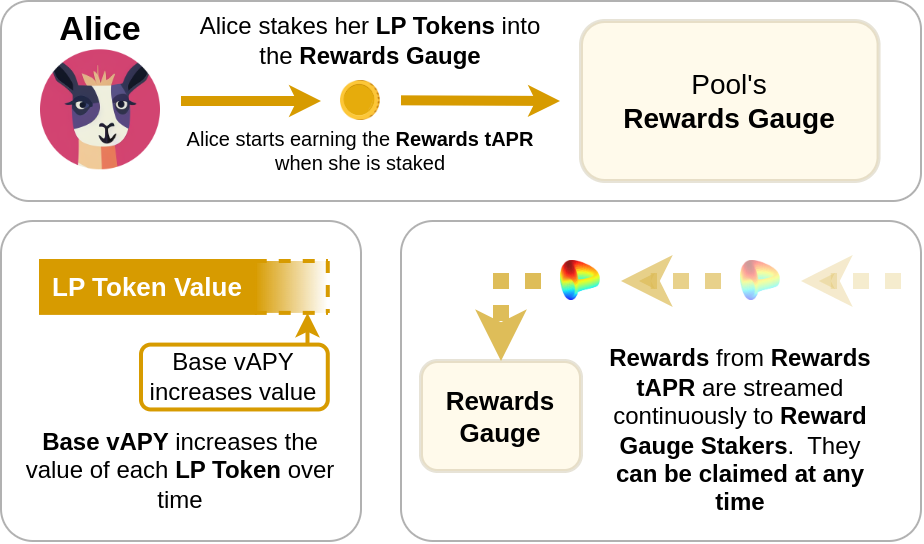 Alice
Alice stakes her LP Tokens into
the Rewards Gauge
Alice starts earning the Rewards tAPR
when she is staked
Pool's
Rewards Gauge
LP Token Value
Base vAPY
increases value
Base vAPY increases the
value of each LP Token over
time
Rewards
Gauge
Rewards from Rewards
tAPR are streamed
continuously to Reward
Gauge Stakers.  They
can be claimed at any
time